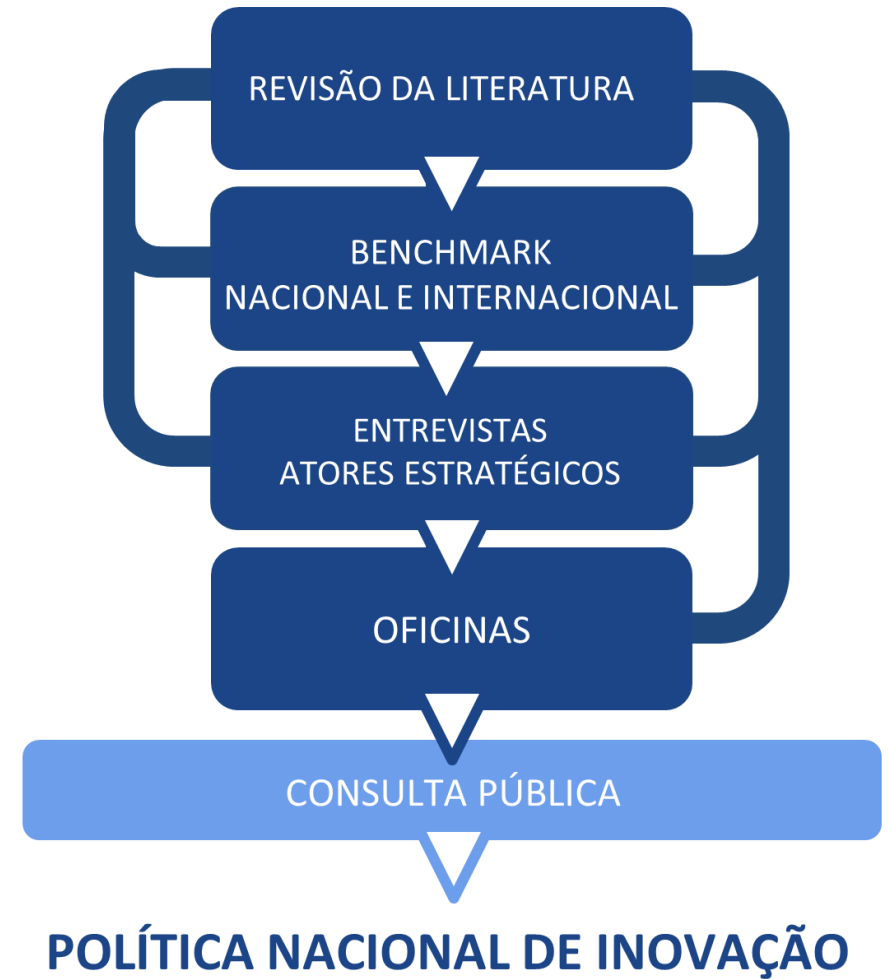 REVISÃO DA LITERATURA
BENCHMARK
NACIONAL E INTERNACIONAL
ENTREVISTAS
ATORES ESTRATÉGICOS
OFICINAS
CONSULTA PÚBLICA
POLÍTICA NACIONAL DE INOVAÇÃO